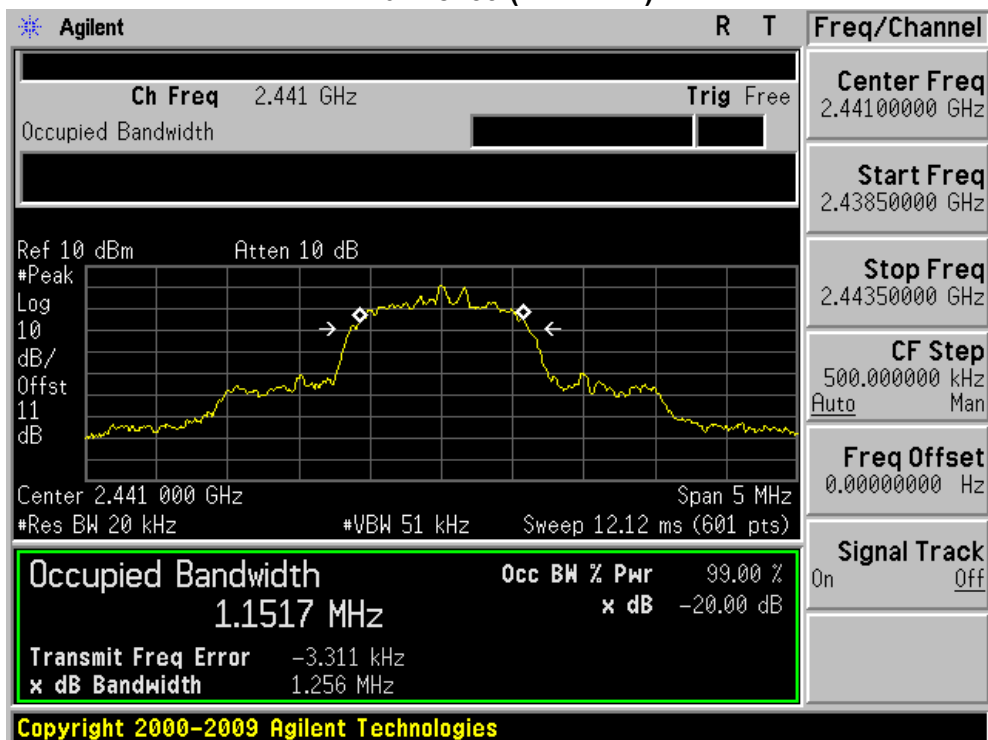 Agilent R T
Ch Freq 2.441 GHz Trig Free
Occupied Bandwidth
Ref 10 dBm Atten 10 dB
#Peak
Log
10
dB/
Offst
11
dB
Center 2.441 000 GHz Span 5 MHz
#Res BW 20 kHz #VBW 51 kHz Sweep 12.12 ms (601 pts)
Occupied Bandwidth Occ BW % Pwr 99.00 %
1.1517 MHz x dB -20.00 dB
Transmit Freq Error -3.311 kHz
x dB Bandwidth 1.256 MHz
Copyright 2000-2009 Agilent Technologies
Freq/Channel
Center Freq
2.44100000 GHz
Start Freq
2.43850000 GHz
Stop Freq
2.44350000 GHz
CF Step
500.000000 kHz
Auto Man
Freq Offset
0.00000000 Hz
Signal Track
On Off